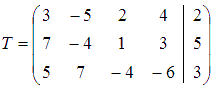 T = ( 3 −5 2 4 | 2
7 −4 1 3 | 5
5 7 −4 −6 | 3 )